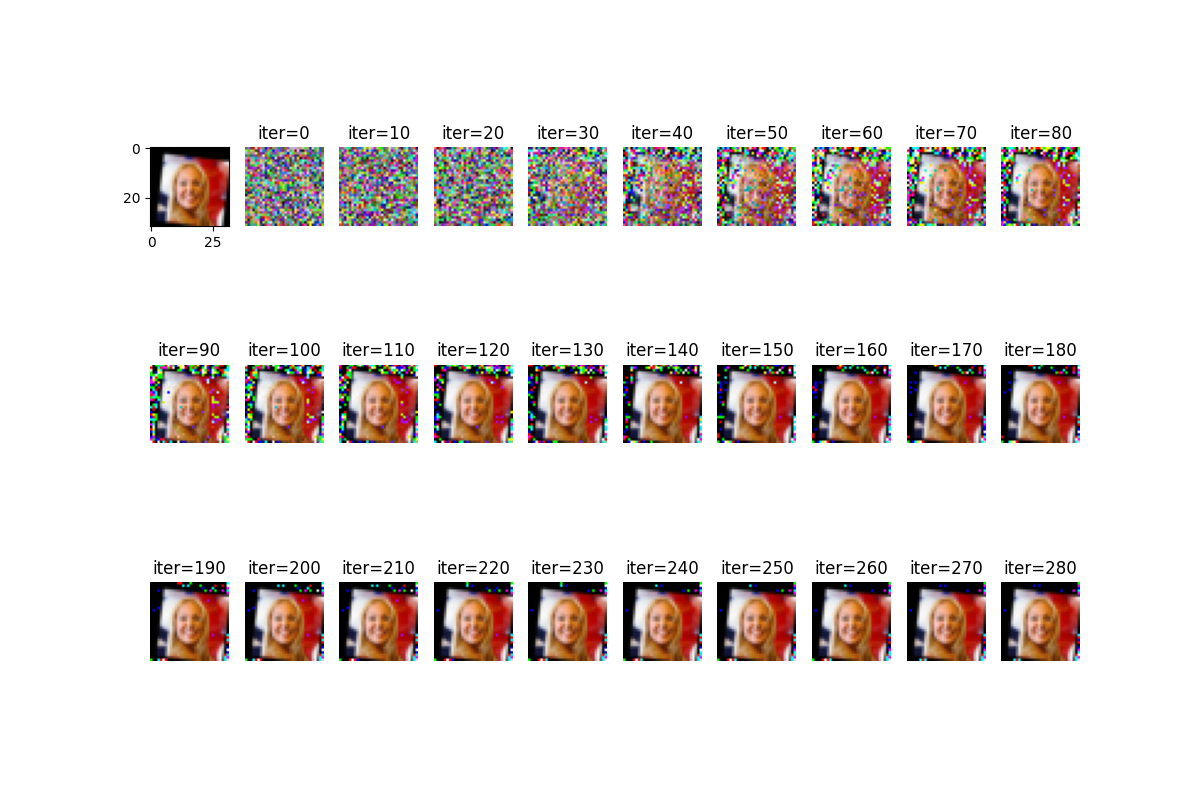 iter=0 iter=10 iter=20 iter=30 iter=40 iter=50 iter=60 iter=70 iter=80
0
20
0 25
iter=90 iter=100 iter=110 iter=120 iter=130 iter=140 iter=150 iter=160 iter=170 iter=180
iter=190 iter=200 iter=210 iter=220 iter=230 iter=240 iter=250 iter=260 iter=270 iter=280